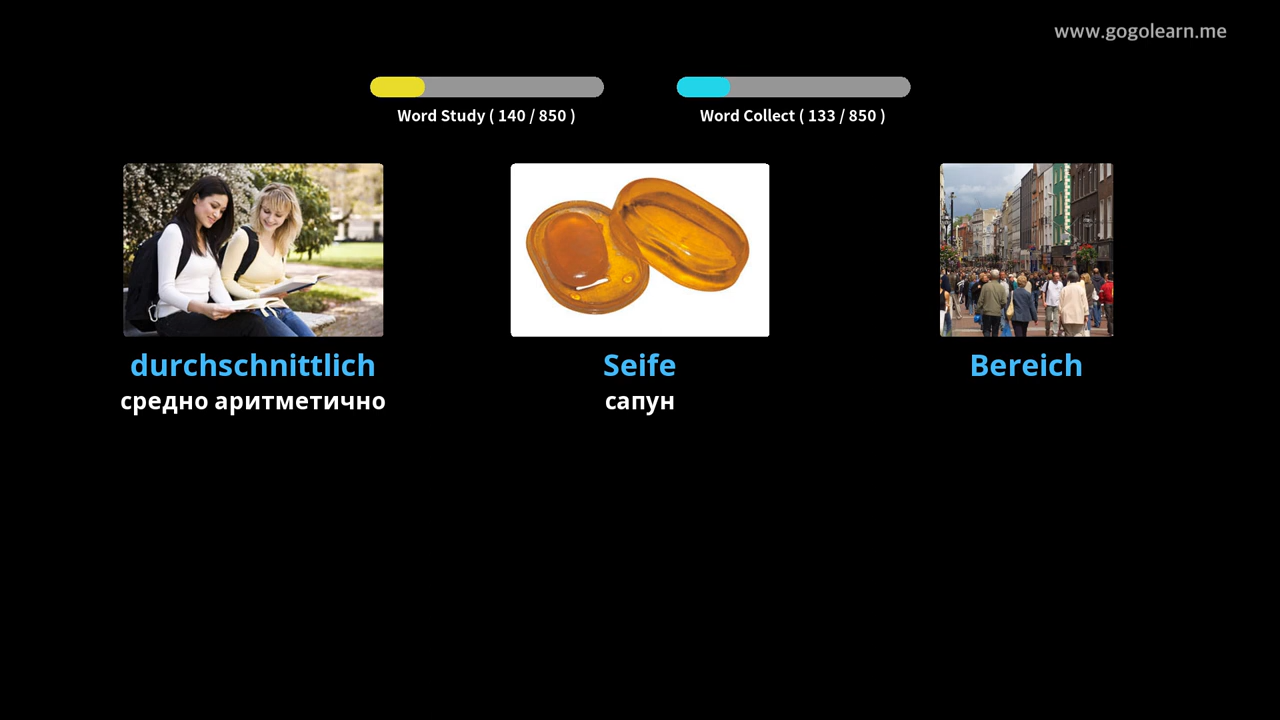 www.gogolearn.me
Word Study ( 140 / 850 )
Word Collect ( 133 / 850 )
durchschnittlich
средно аритметично
Seife
сапун
Bereich